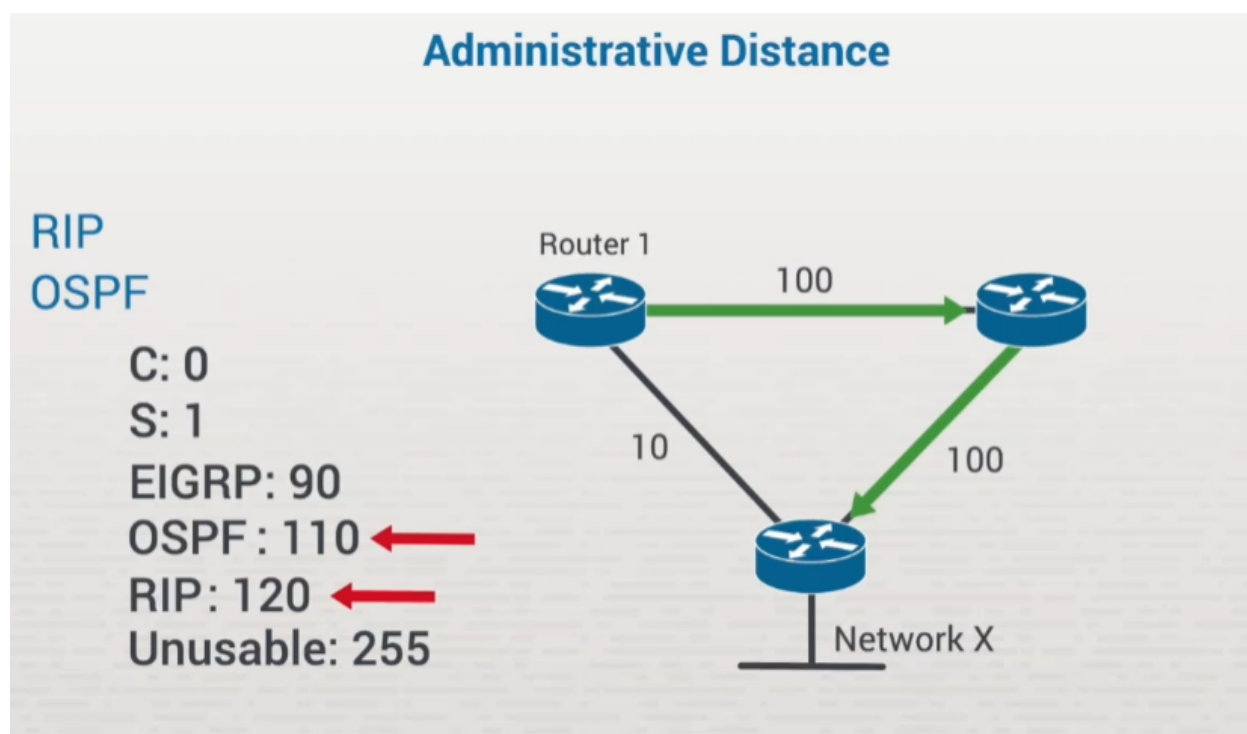 Administrative Distance
RIP
OSPF
C: 0
S: 1
EIGRP: 90
OSPF : 110
RIP: 120
Unusable: 255
Router 1
100
10
100
Network X